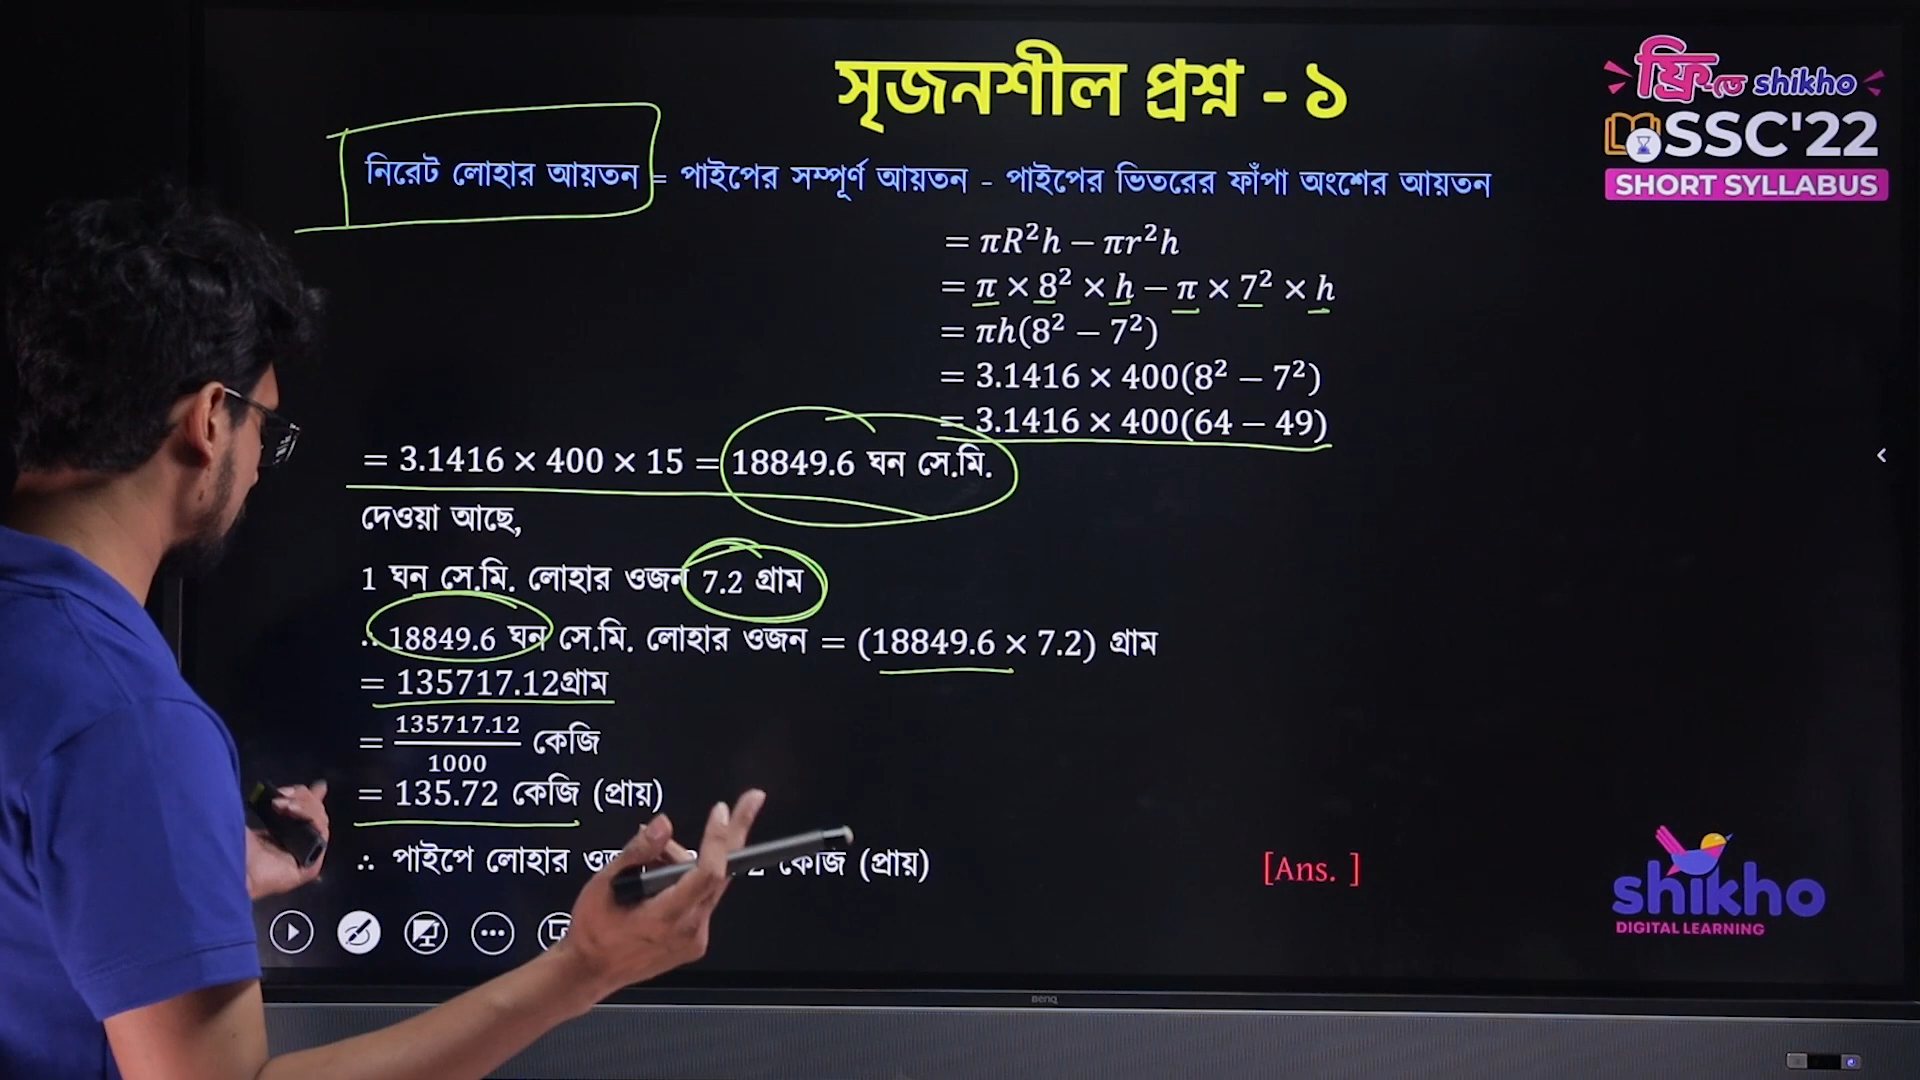 সৃজনশীল প্রশ্ন - ১
ফ্রি-তে shikho
SSC'22
SHORT SYLLABUS
নিরেট লোহার আয়তন = পাইপের সম্পূর্ণ আয়তন - পাইপের ভিতরের ফাঁপা অংশের আয়তন
= πR²h − πr²h
= π × 8² × h − π × 7² × h
= πh(8² − 7²)
= 3.1416 × 400(8² − 7²)
= 3.1416 × 400(64 − 49)
= 3.1416 × 400 × 15 = 18849.6 ঘন সে.মি.
দেওয়া আছে,
1 ঘন সে.মি. লোহার ওজন 7.2 গ্রাম
∴ 18849.6 ঘন সে.মি. লোহার ওজন = (18849.6 × 7.2) গ্রাম
= 135717.12গ্রাম
= 135717.12/1000 কেজি
= 135.72 কেজি (প্রায়)
∴ পাইপে লোহার 2 কেজি (প্রায়)
[Ans. ]
shikho
DIGITAL LEARNING
BenQ